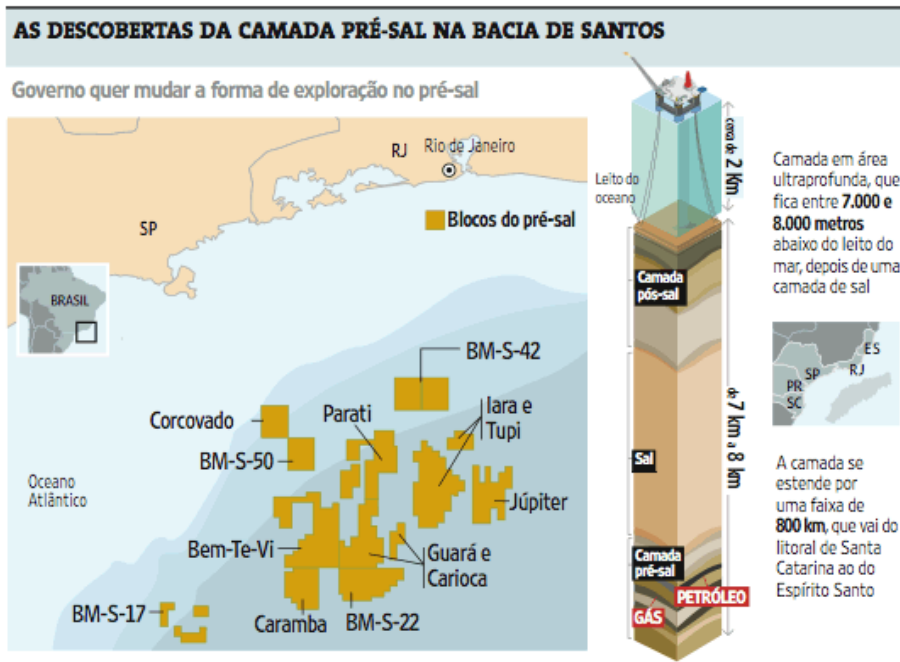 AS DESCOBERTAS DA CAMADA PRÉ-SAL NA BACIA DE SANTOS
Governo quer mudar a forma de exploração no pré-sal
RJ
Rio de Janeiro
SP
Blocos do pré-sal
BRASIL
BM-S-42
Corcovado
Parati
Iara e
Tupi
BM-S-50
Oceano
Atlântico
Júpiter
Bem-Te-Vi
Guará e
Carioca
BM-S-17
Caramba
BM-S-22
cerca de
2 Km
Leito do
oceano
Camada
pós-sal
de 7 km a 8 km
Sal
Camada
pré-sal
PETRÓLEO
GÁS
Camada em área
ultraprofunda, que
fica entre 7.000 e
8.000 metros
abaixo do leito do
mar, depois de uma
camada de sal
ES
SP
RJ
PR
SC
A camada se
estende por
uma faixa de
800 km, que vai do
litoral de Santa
Catarina ao do
Espírito Santo